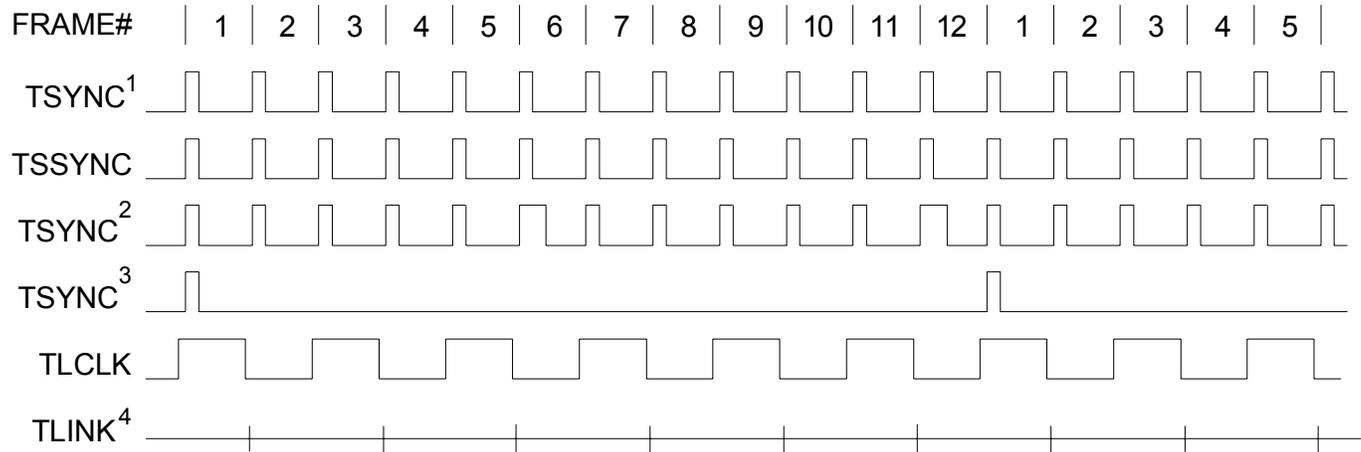 FRAME# 1 2 3 4 5 6 7 8 9 10 11 12 1 2 3 4 5
TSYNC¹
TSSYNC
TSYNC²
TSYNC³
TLCLK
TLINK⁴